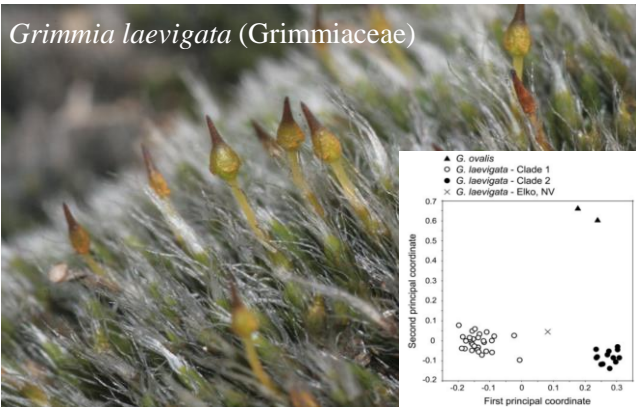 Grimmia laevigata (Grimmiaceae)
G. ovalis
G. laevigata - Clade 1
G. laevigata - Clade 2
G. laevigata - Elko, NV
0.7
0.6
0.5
0.4
0.3
0.2
0.1
0
-0.1
-0.2
Second principal coordinate
-0.2 -0.1 0 0.1 0.2 0.3
First principal coordinate